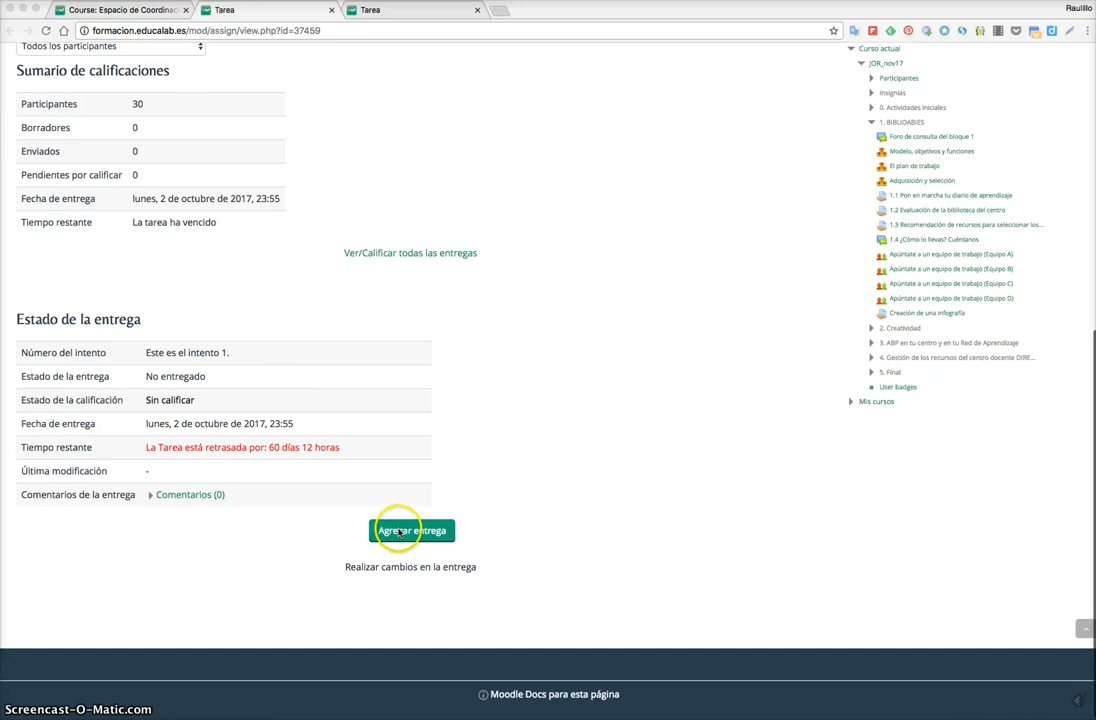 Course: Espacio de Coordinac
Tarea
Tarea
Raulillo
formacion.educalab.es/mod/assign/view.php?id=37459
Todos los participantes
Sumario de calificaciones
Participantes 30
Borradores 0
Enviados 0
Pendientes por calificar 0
Fecha de entrega lunes, 2 de octubre de 2017, 23:55
Tiempo restante La tarea ha vencido
Ver/Calificar todas las entregas
Estado de la entrega
Número del intento Este es el intento 1.
Estado de la entrega No entregado
Estado de la calificación Sin calificar
Fecha de entrega lunes, 2 de octubre de 2017, 23:55
Tiempo restante La Tarea está retrasada por: 60 días 12 horas
Última modificación -
Comentarios de la entrega Comentarios (0)
Agregar entrega
Realizar cambios en la entrega
Curso actual
JOR_nov17
Participantes
Insignias
0. Actividades iniciales
1. BIBLIOABIES
Foro de consulta del bloque 1
Modelo, objetivos y funciones
El plan de trabajo
Adquisición y selección
1.1 Pon en marcha tu diario de aprendizaje
1.2 Evaluación de la biblioteca del centro
1.3 Recomendación de recursos para seleccionar los...
1.4 ¿Cómo lo llevas? Cuéntanos
Apúntate a un equipo de trabajo (Equipo A)
Apúntate a un equipo de trabajo (Equipo B)
Apúntate a un equipo de trabajo (Equipo C)
Apúntate a un equipo de trabajo (Equipo D)
Creación de una infografía
2. Creatividad
3. ABP en tu centro y en tu Red de Aprendizaje
4. Gestión de los recursos del centro docente DIRE...
5. Final
User badges
Mis cursos
Moodle Docs para esta página
Screencast-O-Matic.com